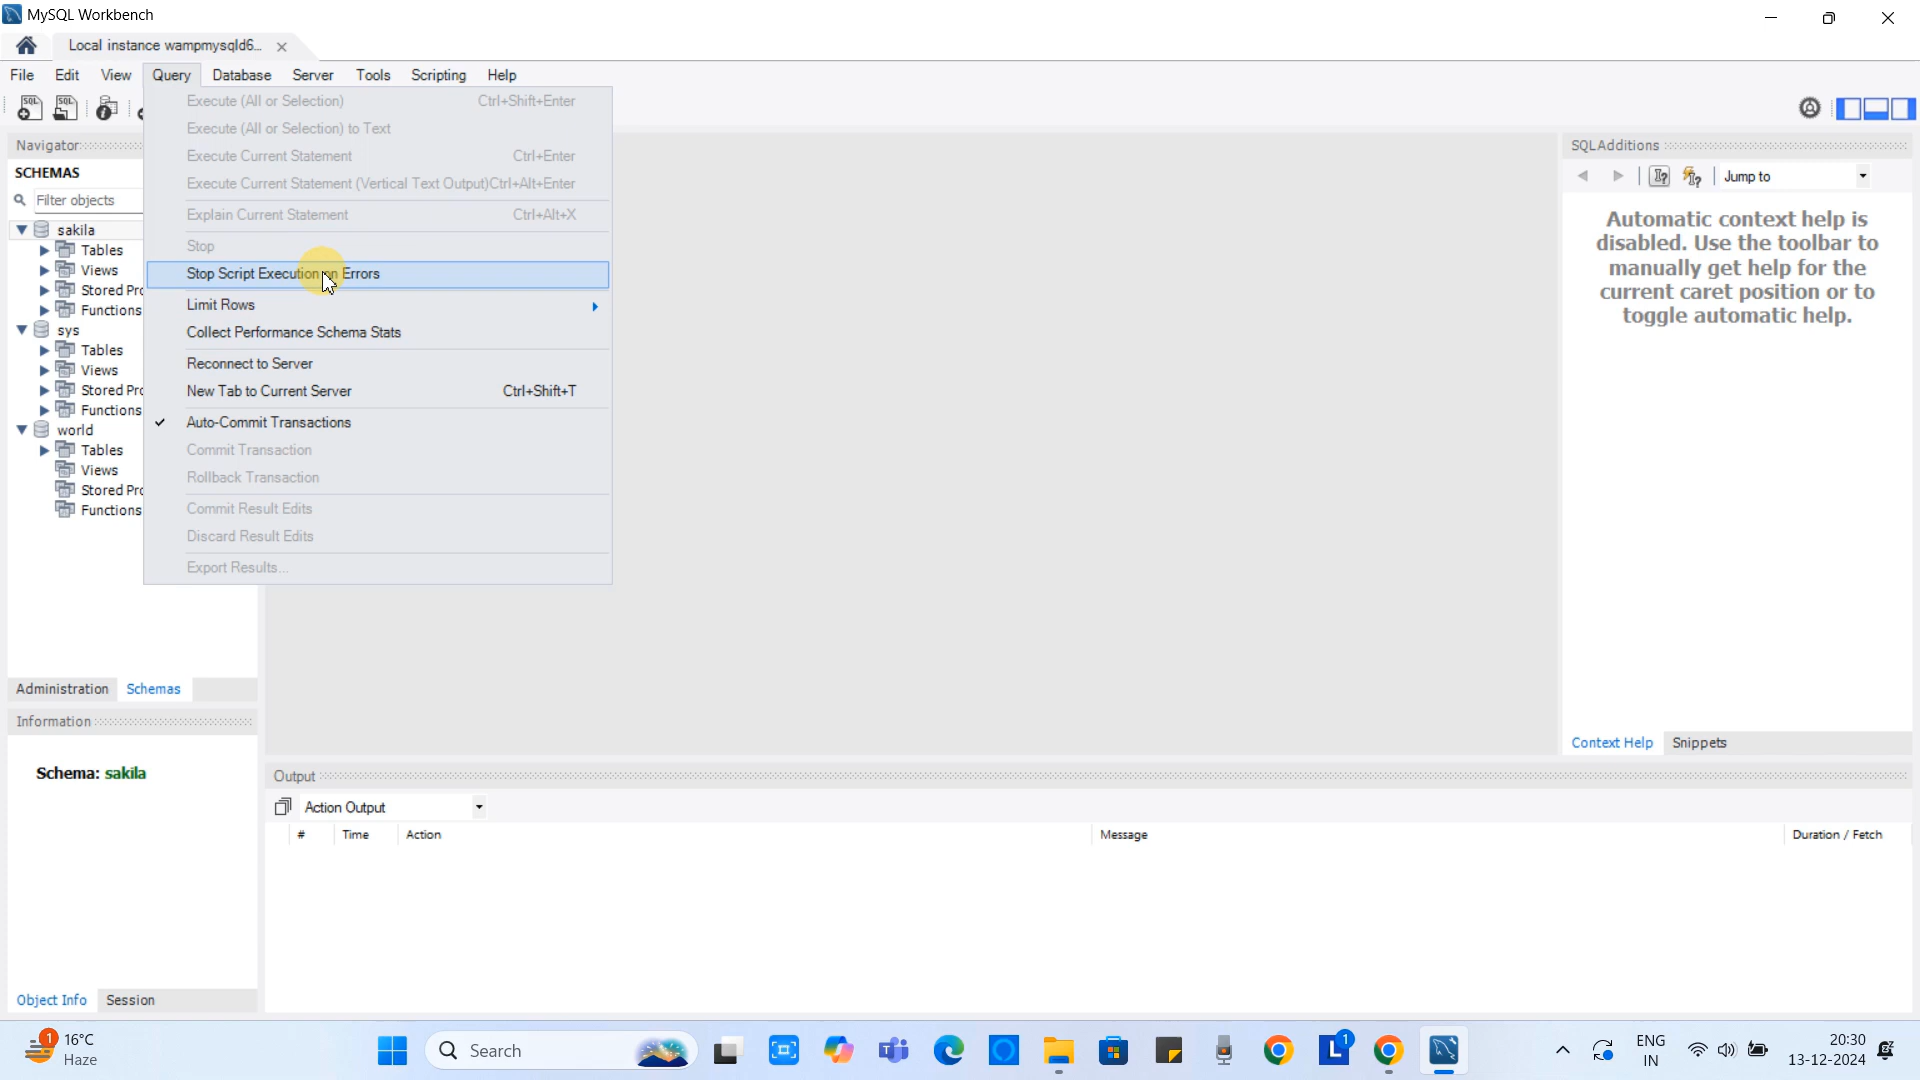 MySQL Workbench
Local instance wampmysqld6...
File Edit View Query Database Server Tools Scripting Help
SQL SQL
Navigator
SCHEMAS
Filter objects
sakila
Tables
Views
Stored Pro
Functions
sys
Tables
Views
Stored Pro
Functions
world
Tables
Views
Stored Pro
Functions
Execute (All or Selection) Ctrl+Shift+Enter
Execute (All or Selection) to Text
Execute Current Statement Ctrl+Enter
Execute Current Statement (Vertical Text Output)Ctrl+Alt+Enter
Explain Current Statement Ctrl+Alt+X
Stop
Stop Script Execution on Errors
Limit Rows
Collect Performance Schema Stats
Reconnect to Server
New Tab to Current Server Ctrl+Shift+T
Auto-Commit Transactions
Commit Transaction
Rollback Transaction
Commit Result Edits
Discard Result Edits
Export Results...
SQLAdditions
Jump to
Automatic context help is
disabled. Use the toolbar to
manually get help for the
current caret position or to
toggle automatic help.
Administration Schemas
Information
Schema: sakila
Context Help Snippets
Output
Action Output
# Time Action Message Duration / Fetch
Object Info Session
1
16°C
Haze
Search
L 1
ENG
IN
20:30
13-12-2024